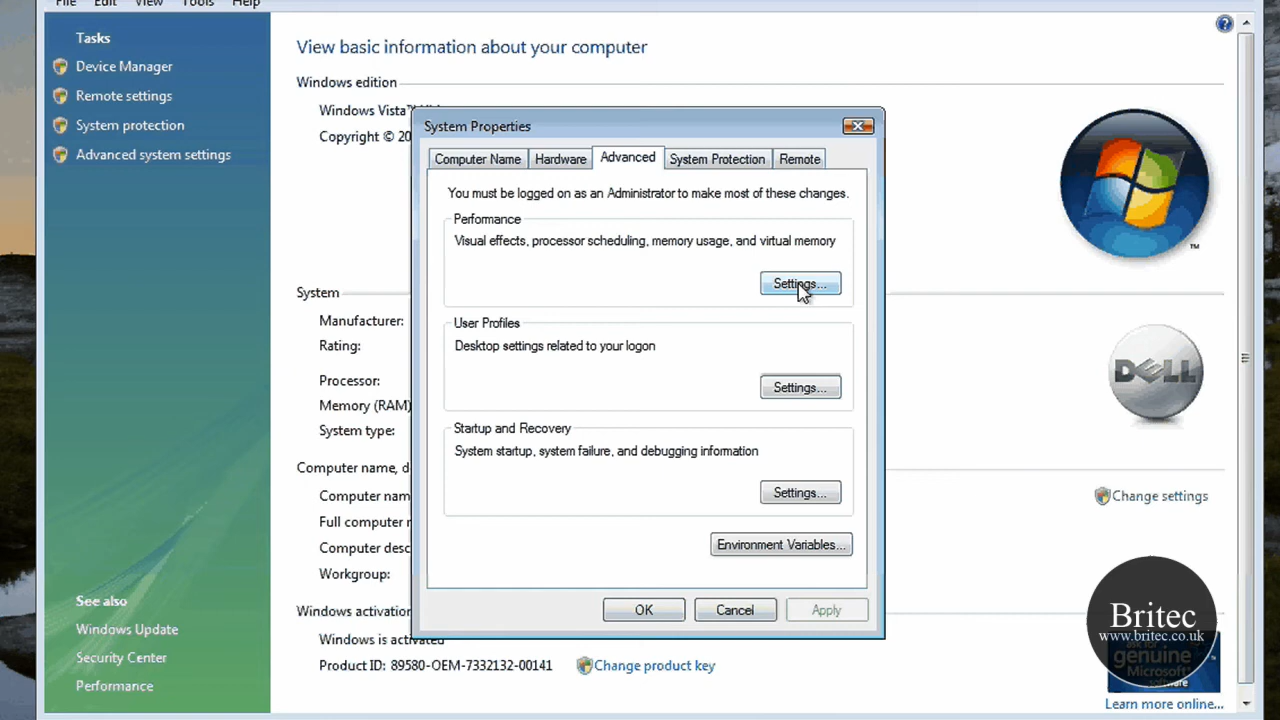 File Edit View Tools Help
Tasks
Device Manager
Remote settings
System protection
Advanced system settings
See also
Windows Update
Security Center
Performance
View basic information about your computer
Windows edition
Windows Vista™
Copyright © 20
System
Manufacturer:
Rating:
Processor:
Memory (RAM)
System type:
Computer name, d
Computer nam
Full computer n
Computer desc
Workgroup:
Windows activation
Windows is activated
Product ID: 89580-OEM-7332132-00141 Change product key
System Properties
Computer Name Hardware Advanced System Protection Remote
You must be logged on as an Administrator to make most of these changes.
Performance
Visual effects, processor scheduling, memory usage, and virtual memory
Settings...
User Profiles
Desktop settings related to your logon
Settings...
Startup and Recovery
System startup, system failure, and debugging information
Settings...
Environment Variables...
OK Cancel Apply
TM
DELL
Change settings
Britec
www.britec.co.uk
genuine
Microsoft
software
Learn more online...